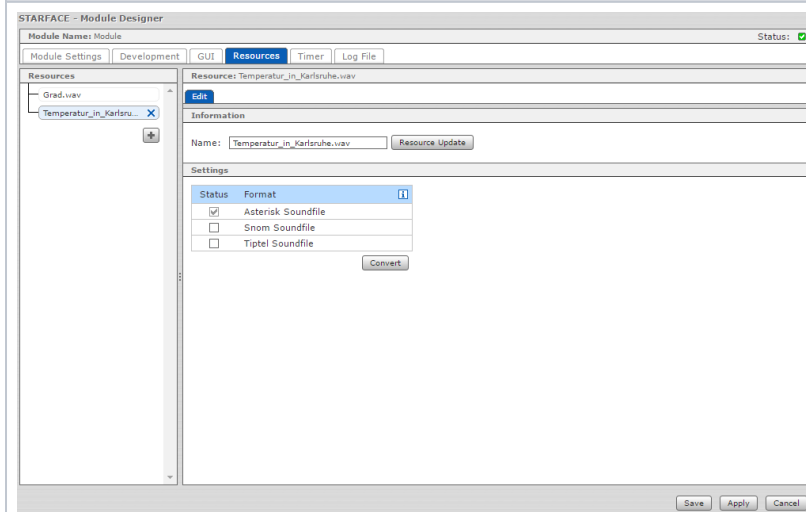 STARFACE - Module Designer
Module Name: Module Status:
Module Settings Development GUI Resources Timer Log File
Resources Resource: Temperatur_in_Karlsruhe.wav
Grad.wav Edit
Temperatur_in_Karlsru... X Information
+
Name: Temperatur_in_Karlsruhe.wav Resource Update
Settings
Status Format i
Asterisk Soundfile
Snom Soundfile
Tiptel Soundfile
Convert
Save Apply Cancel